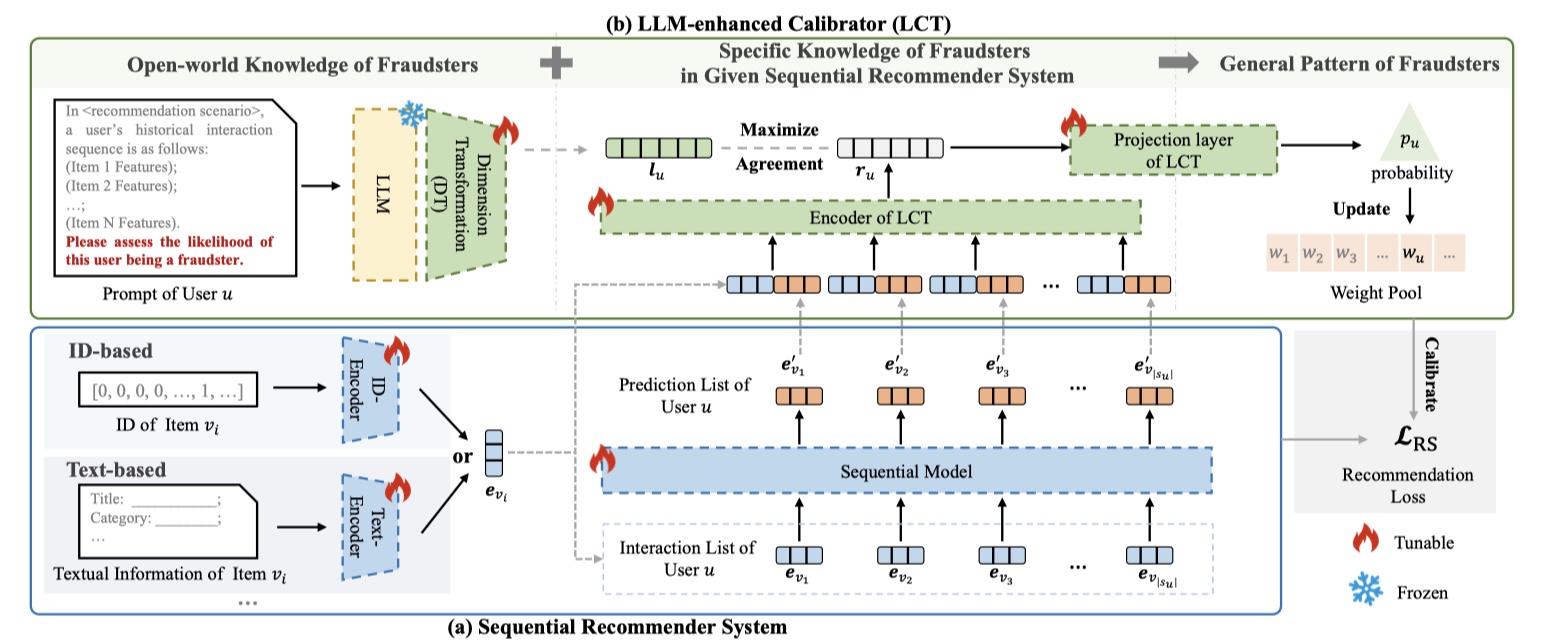 (b) LLM-enhanced Calibrator (LCT)
Open-world Knowledge of Fraudsters
Specific Knowledge of Fraudsters
in Given Sequential Recommender System
General Pattern of Fraudsters
In <recommendation scenario>,
a user's historical interaction
sequence is as follows:
(Item 1 Features);
(Item 2 Features);
…;
(Item N Features).
Please assess the likelihood of
this user being a fraudster.
Prompt of User u
LLM
Dimension
Transformation
(DT)
l_u
Maximize
Agreement
r_u
Projection layer
of LCT
p_u
probability
Update
Encoder of LCT
w_1 w_2 w_3 ... w_u ...
Weight Pool
...
ID-based
[0, 0, 0, 0, …, 1, …]
ID of Item v_i
ID-
Encoder
Text-based
Title: _________;
Category: _______;
...
Textual Information of Item v_i
Text-
Encoder
...
or
e_{v_i}
Prediction List of
User u
e'_{v_1} e'_{v_2} e'_{v_3} ... e'_{v_{|s_u|}}
Sequential Model
Interaction List of
User u
e_{v_1} e_{v_2} e_{v_3} ... e_{v_{|s_u|}}
Calibrate
ℒ_RS
Recommendation
Loss
Tunable
Frozen
(a) Sequential Recommender System